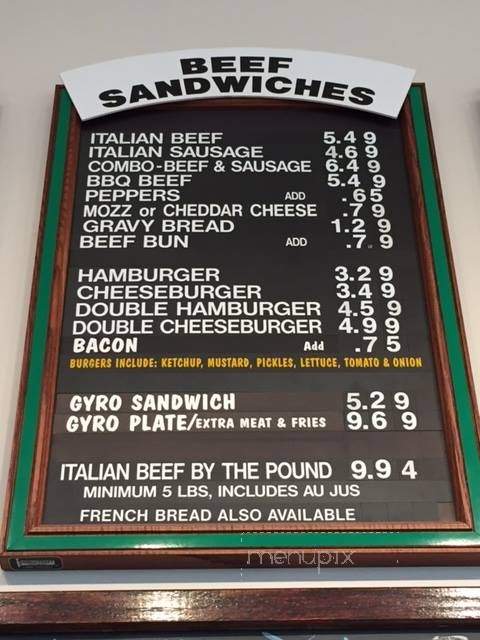 BEEF
SANDWICHES
ITALIAN BEEF 5.49
ITALIAN SAUSAGE 4.69
COMBO-BEEF & SAUSAGE 6.49
BBQ BEEF 5.49
PEPPERS ADD .65
MOZZ or CHEDDAR CHEESE .79
GRAVY BREAD 1.29
BEEF BUN ADD .79
HAMBURGER 3.29
CHEESEBURGER 3.49
DOUBLE HAMBURGER 4.59
DOUBLE CHEESEBURGER 4.99
BACON Add .75
BURGERS INCLUDE: KETCHUP, MUSTARD, PICKLES, LETTUCE, TOMATO & ONION
GYRO SANDWICH 5.29
GYRO PLATE/EXTRA MEAT & FRIES 9.69
ITALIAN BEEF BY THE POUND 9.94
MINIMUM 5 LBS, INCLUDES AU JUS
FRENCH BREAD ALSO AVAILABLE
menupix